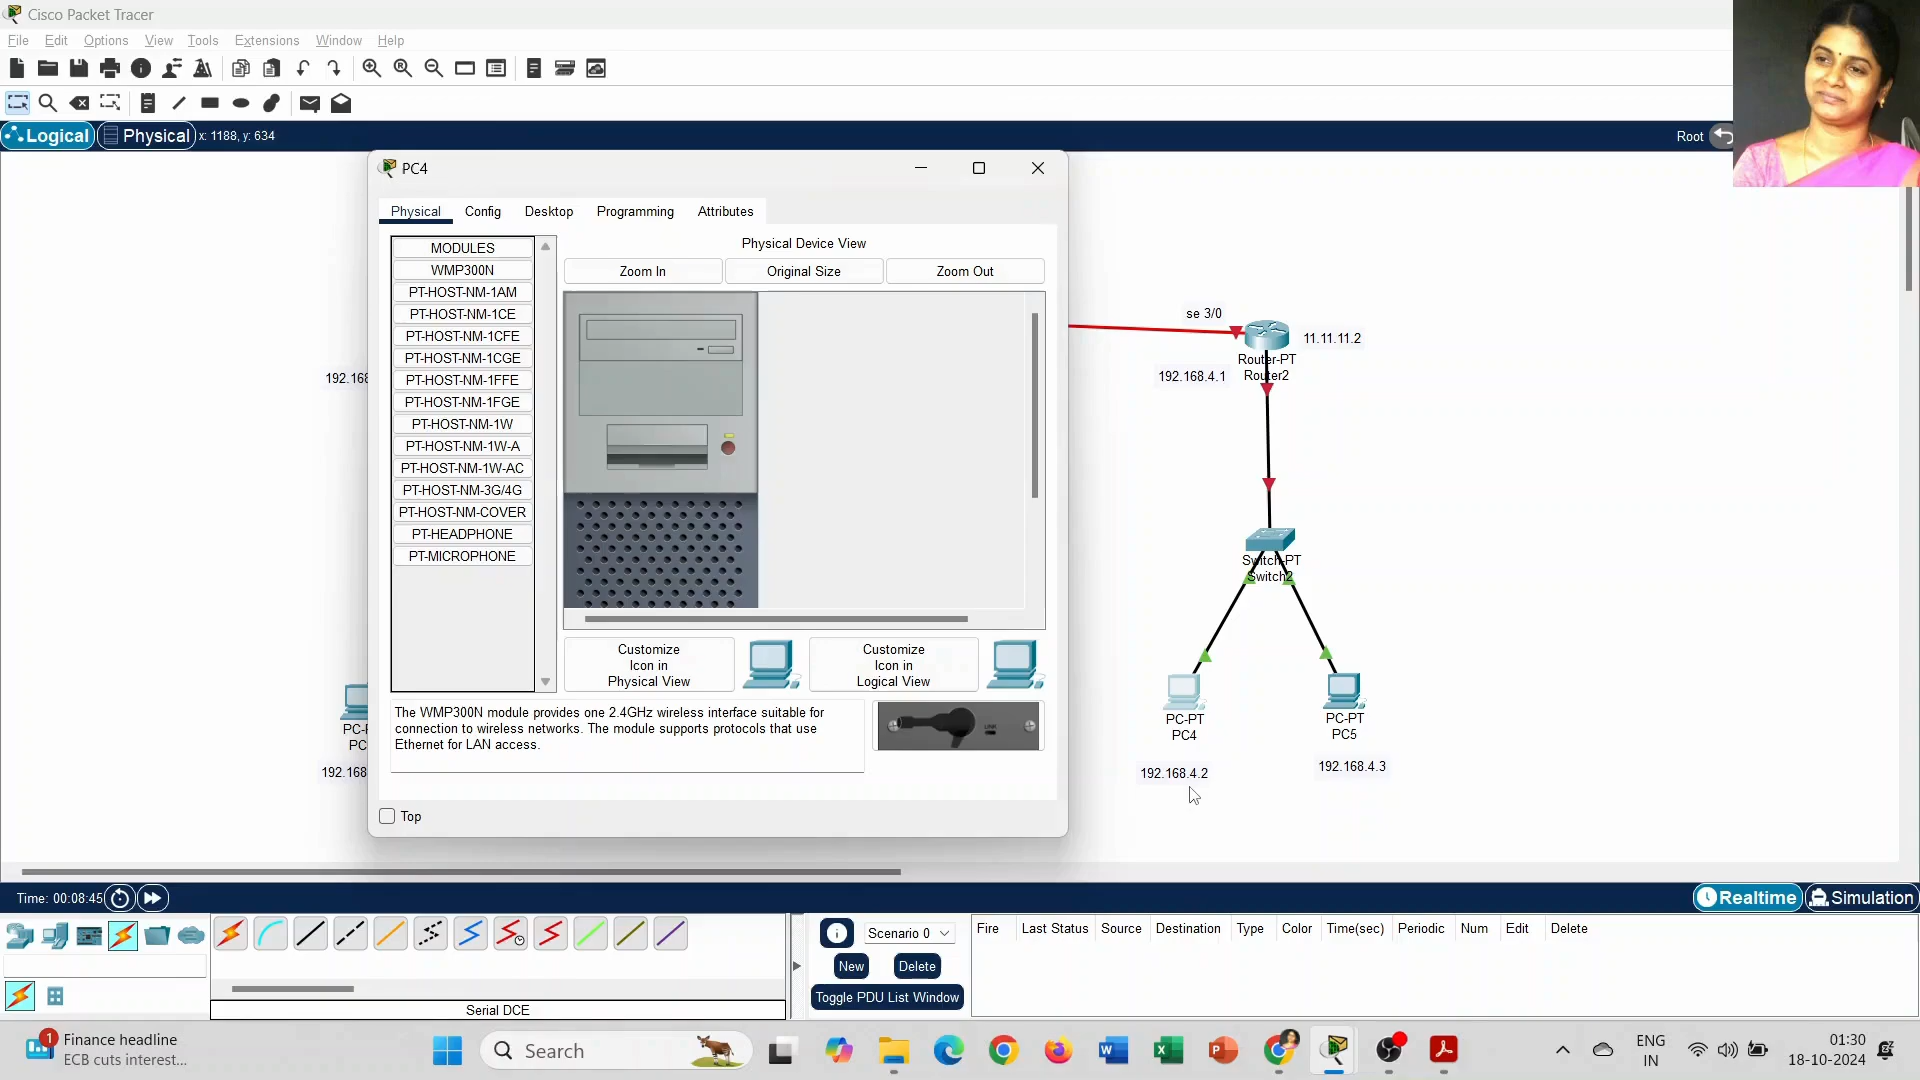 Cisco Packet Tracer
File Edit Options View Tools Extensions Window Help
Logical Physical x: 1188, y: 634 Root
PC4
Physical Config Desktop Programming Attributes
MODULES
WMP300N
PT-HOST-NM-1AM
PT-HOST-NM-1CE
PT-HOST-NM-1CFE
PT-HOST-NM-1CGE
PT-HOST-NM-1FFE
PT-HOST-NM-1FGE
PT-HOST-NM-1W
PT-HOST-NM-1W-A
PT-HOST-NM-1W-AC
PT-HOST-NM-3G/4G
PT-HOST-NM-COVER
PT-HEADPHONE
PT-MICROPHONE
Physical Device View
Zoom In Original Size Zoom Out
Customize
Icon in
Physical View
Customize
Icon in
Logical View
The WMP300N module provides one 2.4GHz wireless interface suitable for
connection to wireless networks. The module supports protocols that use
Ethernet for LAN access.
Top
192.168
PC-F
PC
192.168
se 3/0
11.11.11.2
Router-PT
Router2
192.168.4.1
Switch-PT
Switch2
PC-PT
PC4
PC-PT
PC5
192.168.4.2
192.168.4.3
Time: 00:08:45
Realtime Simulation
Scenario 0
New Delete
Toggle PDU List Window
Fire Last Status Source Destination Type Color Time(sec) Periodic Num Edit Delete
Serial DCE
1
Finance headline
ECB cuts interest...
Search
ENG
IN
01:30
18-10-2024